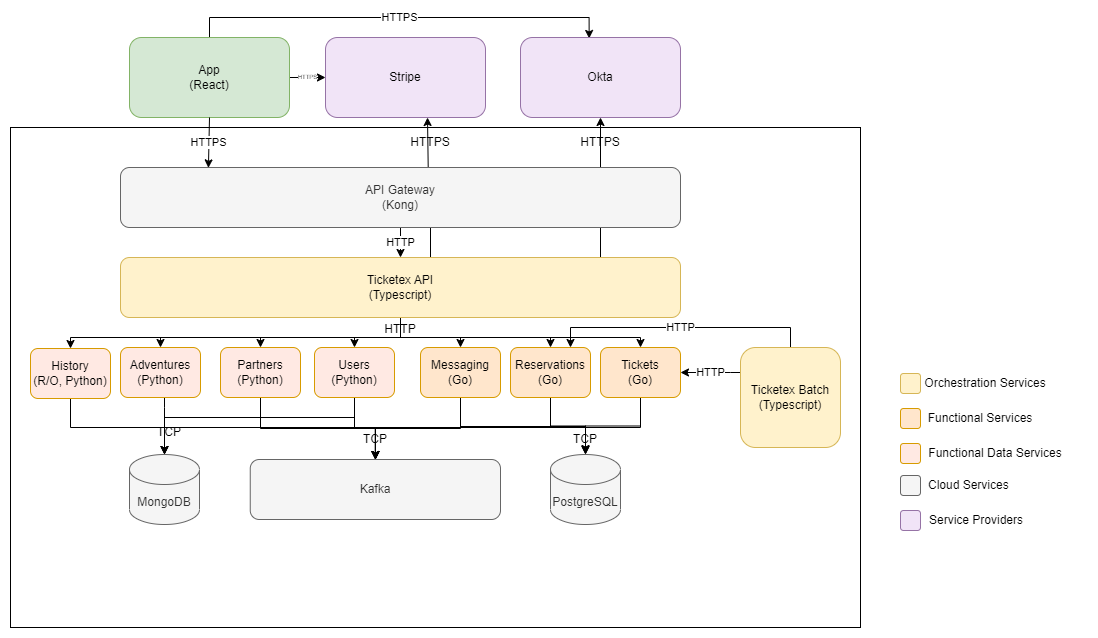 HTTPS
App
(React)
HTTPS
Stripe
Okta
HTTPS
HTTPS
HTTPS
API Gateway
(Kong)
HTTP
Ticketex API
(Typescript)
HTTP
HTTP
History
(R/O, Python)
Adventures
(Python)
Partners
(Python)
Users
(Python)
Messaging
(Go)
Reservations
(Go)
Tickets
(Go)
HTTP
Ticketex Batch
(Typescript)
TCP
TCP
TCP
MongoDB
Kafka
PostgreSQL
Orchestration Services
Functional Services
Functional Data Services
Cloud Services
Service Providers